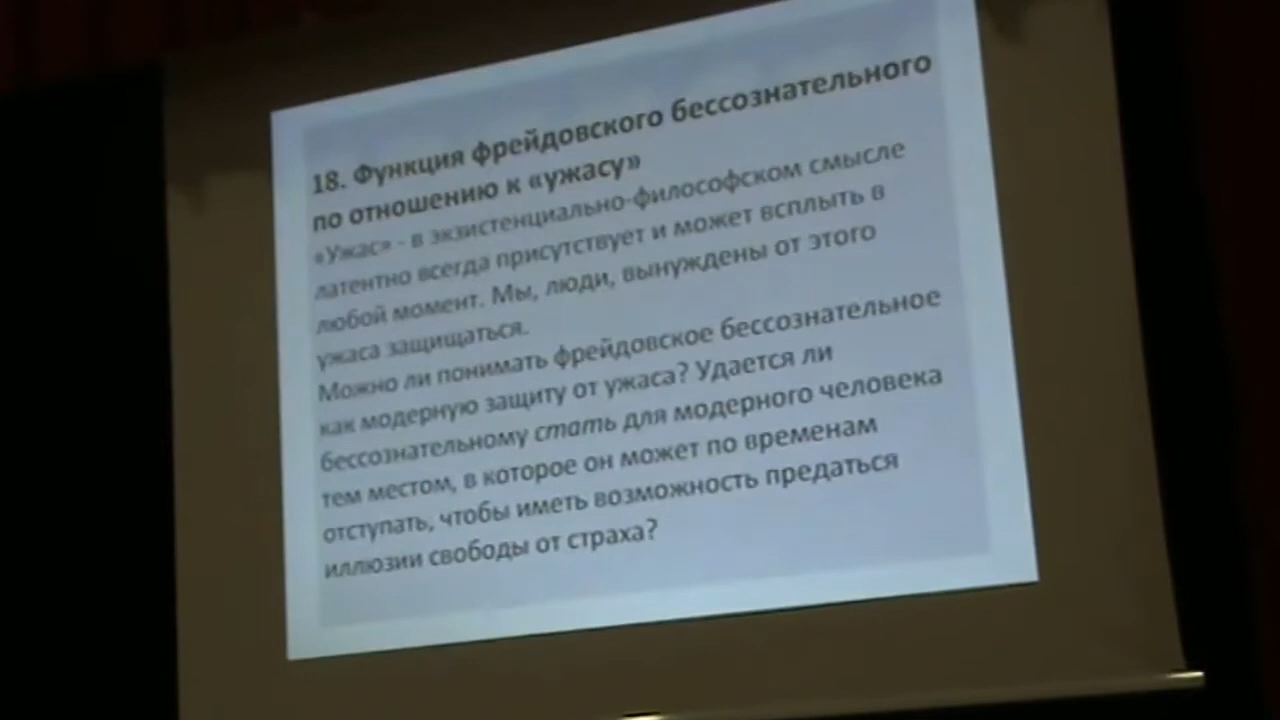 18. Функция фрейдовского бессознательного
по отношению к «ужасу»
«Ужас» - в экзистенциально-философском смысле
латентно всегда присутствует и может всплыть в
любой момент. Мы, люди, вынуждены от этого
ужаса защищаться.
Можно ли понимать фрейдовское бессознательное
как модерную защиту от ужаса? Удается ли
бессознательному стать для модерного человека
тем местом, в которое он может по временам
отступать, чтобы иметь возможность предаться
иллюзии свободы от страха?